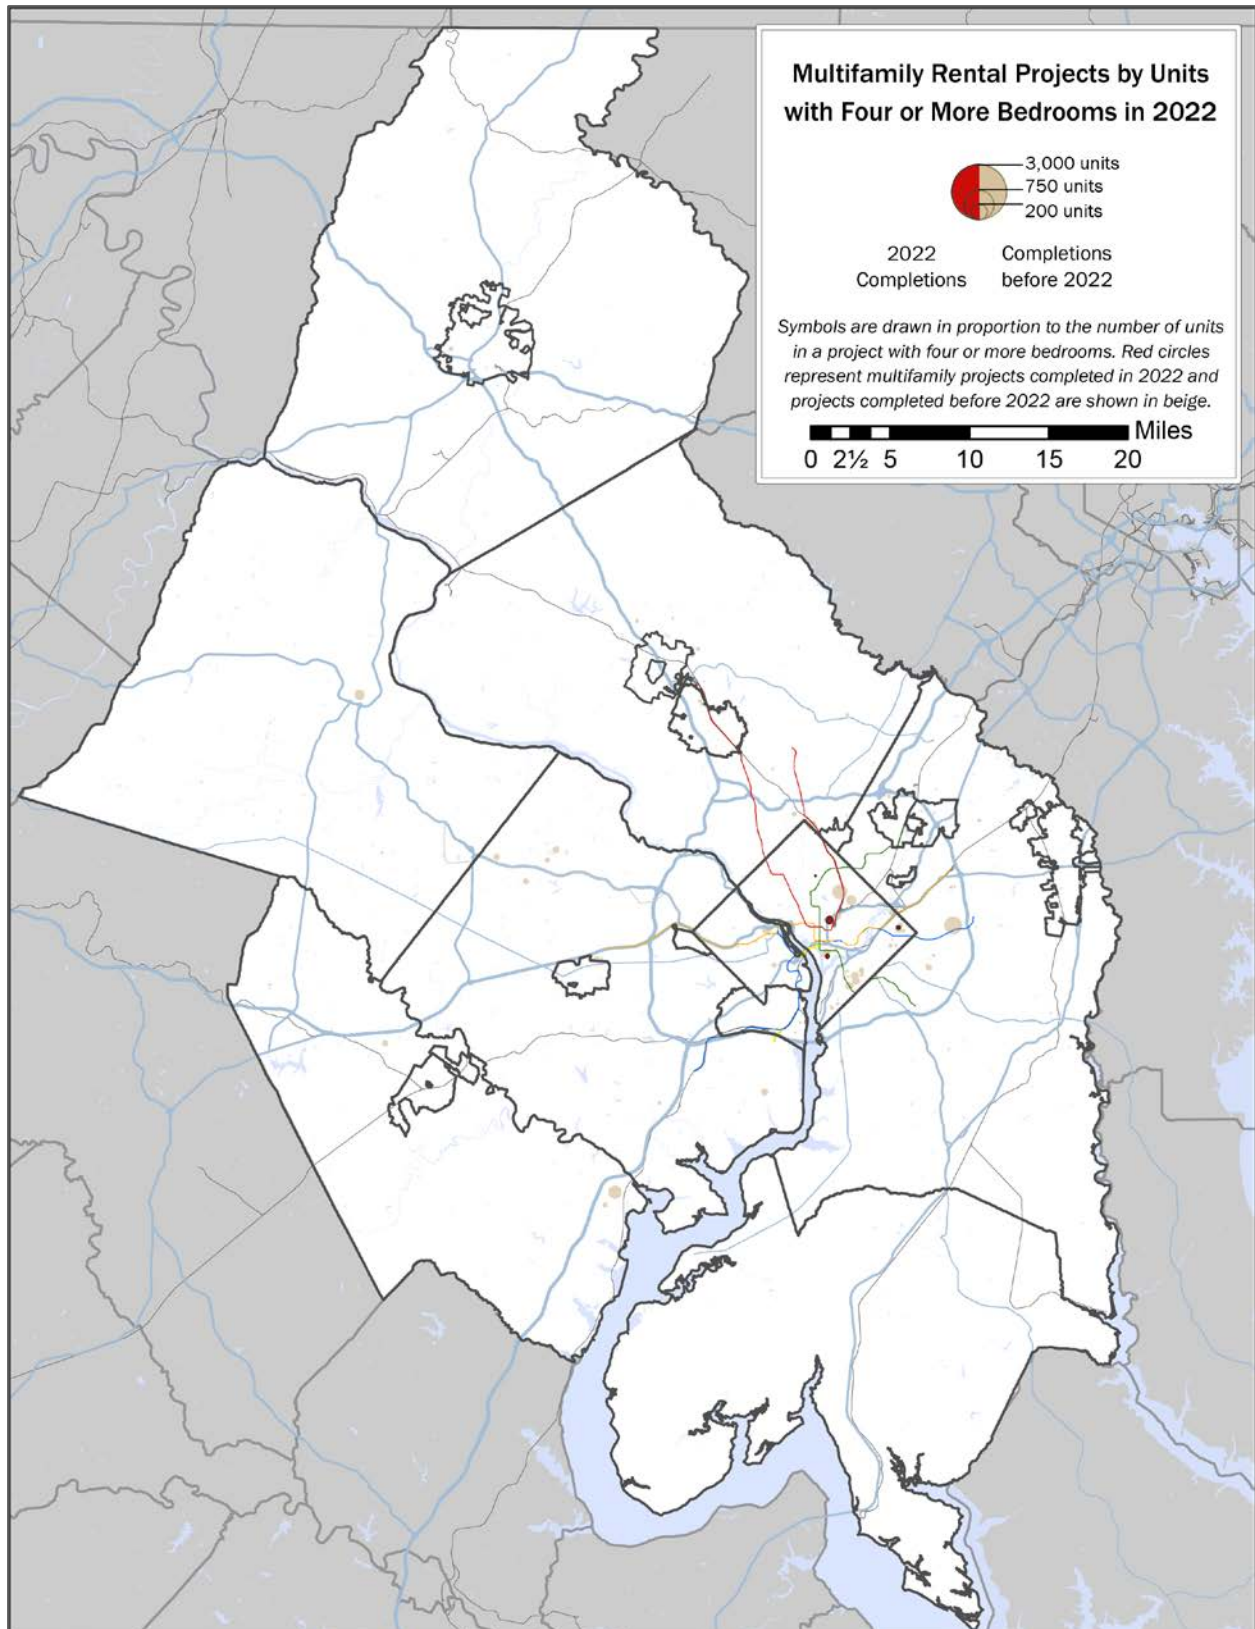 Multifamily Rental Projects by Units
with Four or More Bedrooms in 2022
3,000 units
750 units
200 units
2022 Completions
Completions before 2022
Symbols are drawn in proportion to the number of units
in a project with four or more bedrooms. Red circles
represent multifamily projects completed in 2022 and
projects completed before 2022 are shown in beige.
Miles
0 2½ 5 10 15 20